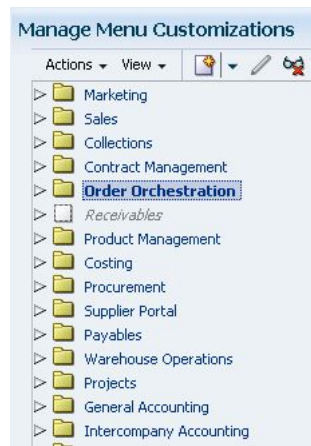 Manage Menu Customizations
Actions View
Marketing
Sales
Collections
Contract Management
Order Orchestration
Receivables
Product Management
Costing
Procurement
Supplier Portal
Payables
Warehouse Operations
Projects
General Accounting
Intercompany Accounting